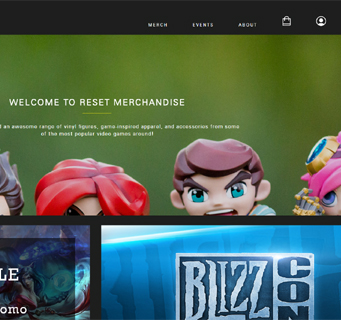 MERCH EVENTS ABOUT
WELCOME TO RESET MERCHANDISE
an awesome range of vinyl figures, game-inspired apparel, and accessories from some
of the most popular video games around!
LE
omo
BLIZZ
CON